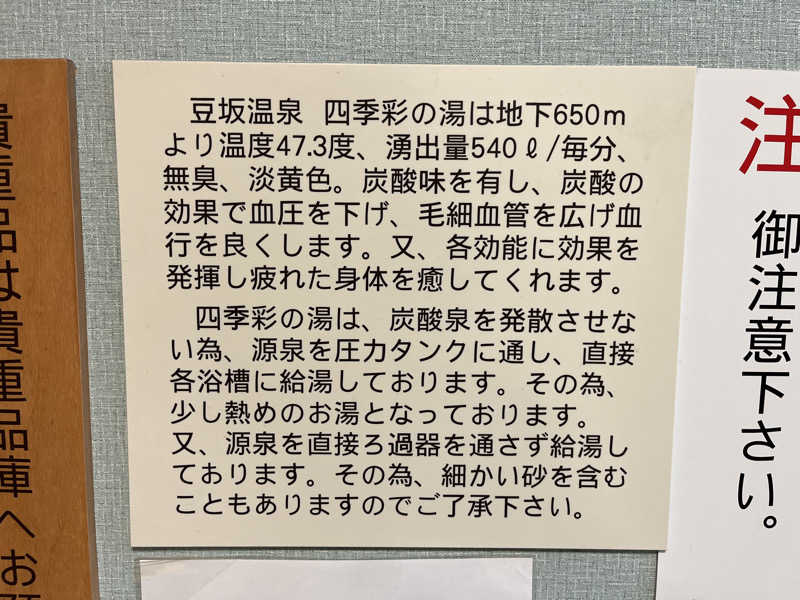 貴重品は貴重品庫へお
豆坂温泉 四季彩の湯は地下650m
より温度47.3度、湧出量540ℓ/毎分、
無臭、淡黄色。炭酸味を有し、炭酸の
効果で血圧を下げ、毛細血管を広げ血
行を良くします。又、各効能に効果を
発揮し疲れた身体を癒してくれます。
四季彩の湯は、炭酸泉を発散させな
い為、源泉を圧力タンクに通し、直接
各浴槽に給湯しております。その為、
少し熱めのお湯となっております。
又、源泉を直接ろ過器を通さず給湯し
ております。その為、細かい砂を含む
こともありますのでご了承下さい。
注
御注意下さい。